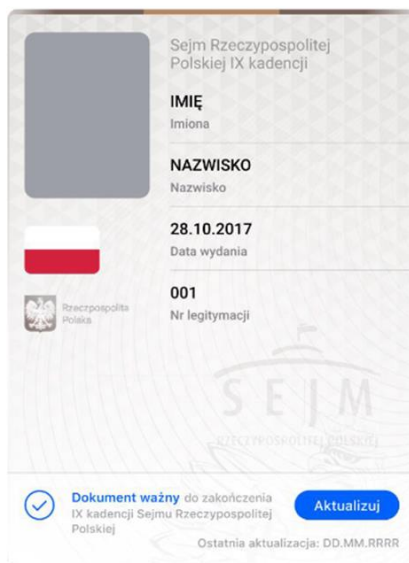 Sejm Rzeczypospolitej
Polskiej IX kadencji
IMIĘ
Imiona
NAZWISKO
Nazwisko
28.10.2017
Data wydania
Rzeczpospolita
Polska
001
Nr legitymacji
SEJM
RZECZYPOSPOLITEJ POLSKIEJ
Dokument ważny do zakończenia
IX kadencji Sejmu Rzeczypospolitej
Polskiej
Aktualizuj
Ostatnia aktualizacja: DD.MM.RRRR